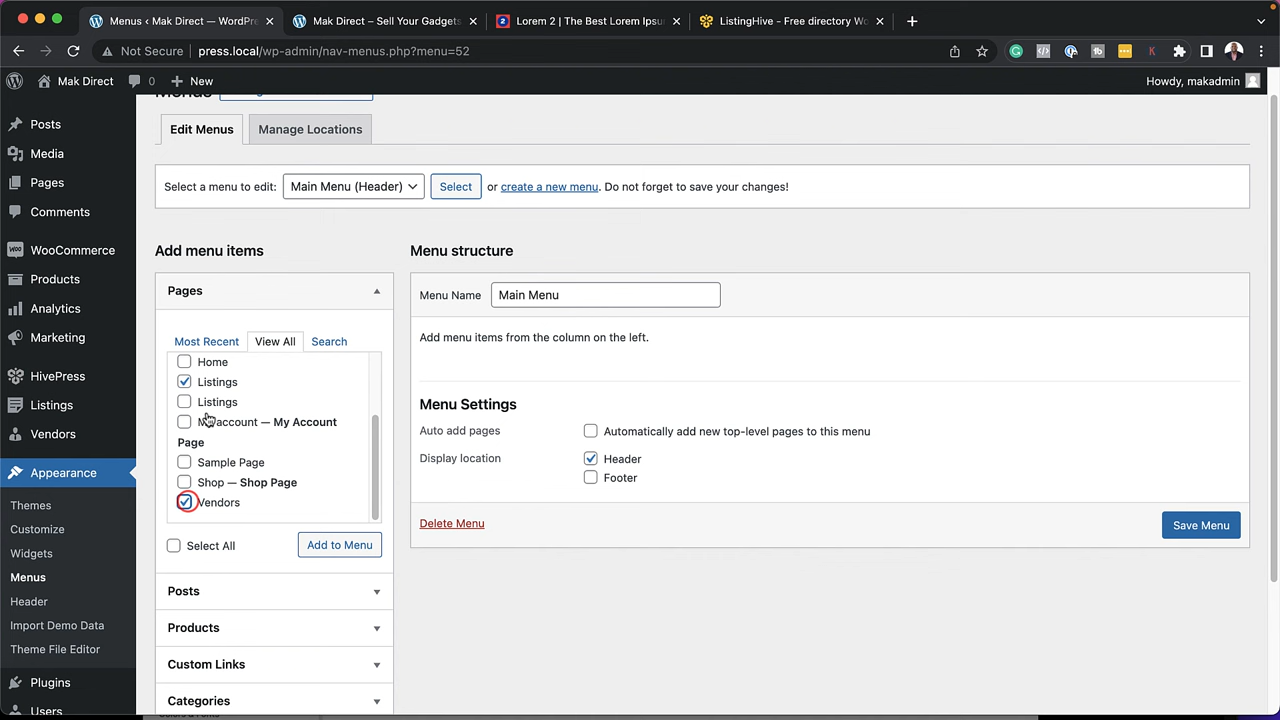 Menus ‹ Mak Direct — WordPre
Mak Direct – Sell Your Gadgets
Lorem 2 | The Best Lorem Ipsu
ListingHive - Free directory Wo
Not Secure
press.local/wp-admin/nav-menus.php?menu=52
Mak Direct
0
New
Howdy, makadmin
Posts
Media
Pages
Comments
WooCommerce
Products
Analytics
Marketing
HivePress
Listings
Vendors
Appearance
Themes
Customize
Widgets
Menus
Header
Import Demo Data
Theme File Editor
Plugins
Users
Menus
Edit Menus
Manage Locations
Select a menu to edit:
Main Menu (Header)
Select
or create a new menu. Do not forget to save your changes!
Add menu items
Pages
Most Recent
View All
Search
Home
Listings
Listings
My account — My Account
Page
Sample Page
Shop — Shop Page
Vendors
Select All
Add to Menu
Posts
Products
Custom Links
Categories
Menu structure
Menu Name
Main Menu
Add menu items from the column on the left.
Menu Settings
Auto add pages
Automatically add new top-level pages to this menu
Display location
Header
Footer
Delete Menu
Save Menu